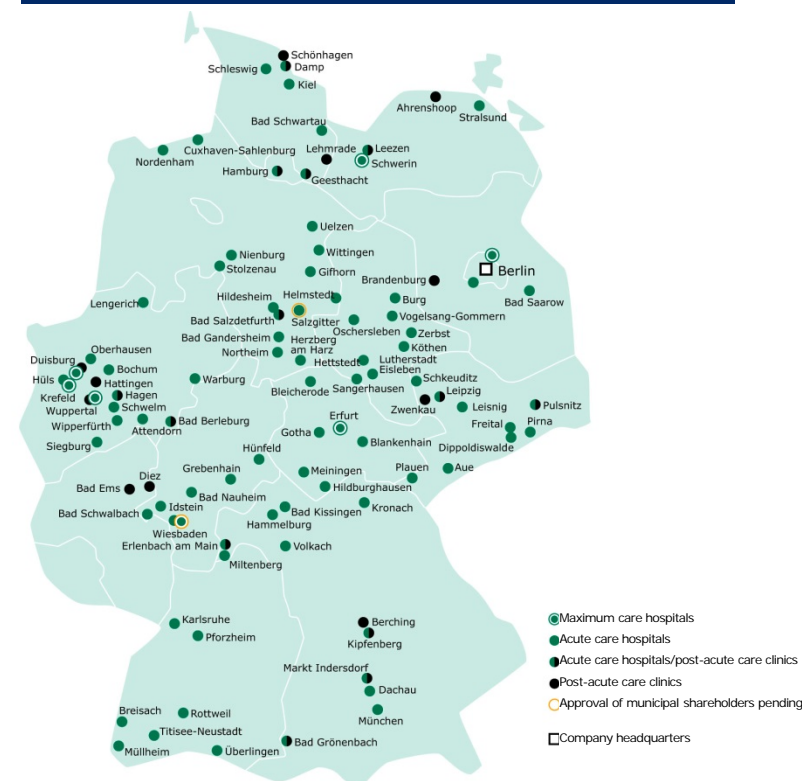 Schönhagen
Schleswig
Damp
Kiel
Ahrenshoop
Stralsund
Bad Schwartau
Cuxhaven-Sahlenburg
Lehmrade
Leezen
Nordenham
Schwerin
Hamburg
Geesthacht
Uelzen
Nienburg
Wittingen
Stolzenau
Gifhorn
Berlin
Brandenburg
Bad Saarow
Lengerich
Hildesheim
Helmstedt
Burg
Bad Salzdetfurth
Salzgitter
Vogelsang-Gommern
Oschersleben
Zerbst
Bad Gandersheim
Herzberg
am Harz
Köthen
Oberhausen
Northeim
Duisburg
Hettstedt
Lutherstadt
Eisleben
Bochum
Hüls
Hattingen
Warburg
Bleicherode
Sangerhausen
Schkeuditz
Krefeld
Hagen
Leipzig
Wuppertal
Schwelm
Zwenkau
Leisnig
Pulsnitz
Wipperfürth
Attendorn
Bad Berleburg
Erfurt
Freital
Pirna
Gotha
Siegburg
Blankenhain
Dippoldiswalde
Hünfeld
Grebenhain
Meiningen
Plauen
Aue
Diez
Bad Ems
Hildburghausen
Bad Nauheim
Idstein
Kronach
Bad Schwalbach
Bad Kissingen
Hammelburg
Wiesbaden
Erlenbach am Main
Volkach
Miltenberg
Maximum care hospitals
Karlsruhe
Berching
Pforzheim
Kipfenberg
Acute care hospitals
Acute care hospitals/post-acute care clinics
Markt Indersdorf
Post-acute care clinics
Dachau
Approval of municipal shareholders pending
Breisach
Rottweil
München
Titisee-Neustadt
Company headquarters
Müllheim
Überlingen
Bad Grönenbach